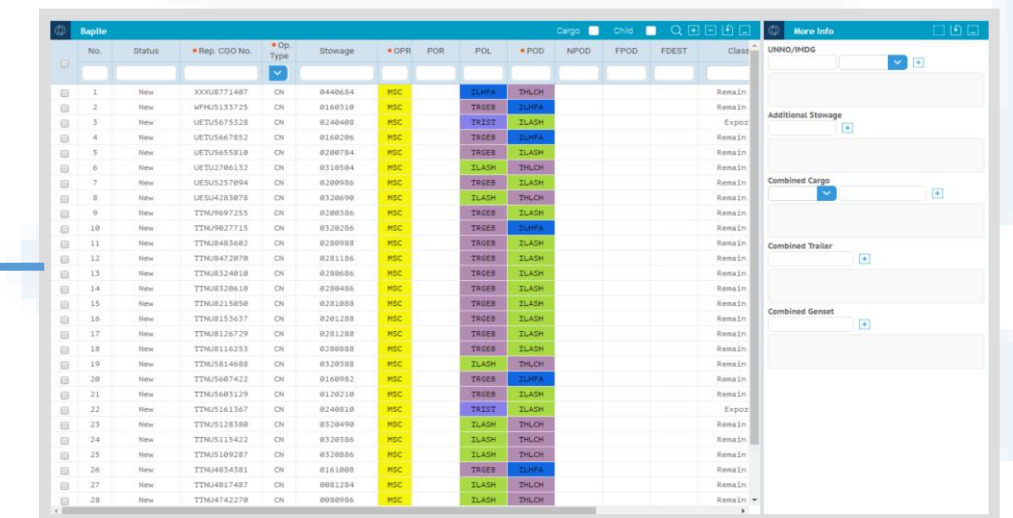 Baplie Cargo Child
No. Status Rep. CGO No. Op. Type Stowage OPR POR POL POD NPOD FPOD FDEST Class
1 New XXXU8771407 CN 0440684 MSC ILHFA THLCH Remain
2 New WFHU5133725 CN 0160310 MSC TRGEB ILHFA Remain
3 New UETU5675328 CN 0240408 MSC TRIST ILASH Expor
4 New UETU5667852 CN 0160206 MSC TRGEB ILHFA Remain
5 New UETU5655810 CN 0200784 MSC TRGEB ILASH Remain
6 New UETU2706132 CN 0310504 MSC ILASH THLCH Remain
7 New UESU5257094 CN 0200986 MSC TRGEB ILASH Remain
8 New UESU4283078 CN 0320690 MSC ILASH THLCH Remain
9 New TTNU9697255 CN 0200386 MSC TRGEB ILASH Remain
10 New TTNU9027715 CN 0320286 MSC TRGEB ILHFA Remain
11 New TTNU8483602 CN 0280988 MSC TRGEB ILASH Remain
12 New TTNU8472070 CN 0281186 MSC TRGEB ILASH Remain
13 New TTNU8324010 CN 0280686 MSC TRGEB ILASH Remain
14 New TTNU8320610 CN 0280486 MSC TRGEB ILASH Remain
15 New TTNU8215050 CN 0281088 MSC TRGEB ILASH Remain
16 New TTNU8153637 CN 0201288 MSC TRGEB ILASH Remain
17 New TTNU8126729 CN 0281288 MSC TRGEB ILASH Remain
18 New TTNU8116253 CN 0280888 MSC TRGEB ILASH Remain
19 New TTNU5814688 CN 0320388 MSC ILASH THLCH Remain
20 New TTNU5607422 CN 0160982 MSC TRGEB ILHFA Remain
21 New TTNU5603129 CN 0120210 MSC TRGEB ILASH Remain
22 New TTNU5161367 CN 0240810 MSC TRIST ILASH Expor
23 New TTNU5128380 CN 0320490 MSC ILASH THLCH Remain
24 New TTNU5115422 CN 0320386 MSC ILASH THLCH Remain
25 New TTNU5109287 CN 0320886 MSC ILASH THLCH Remain
26 New TTNU4834381 CN 0161008 MSC TRGEB ILHFA Remain
27 New TTNU4817487 CN 0081284 MSC ILASH THLCH Remain
28 New TTNU4742270 CN 0080986 MSC ILASH THLCH Remain
More Info
UNNO/IMDG
Additional Stowage
Combined Cargo
Combined Trailer
Combined Genset